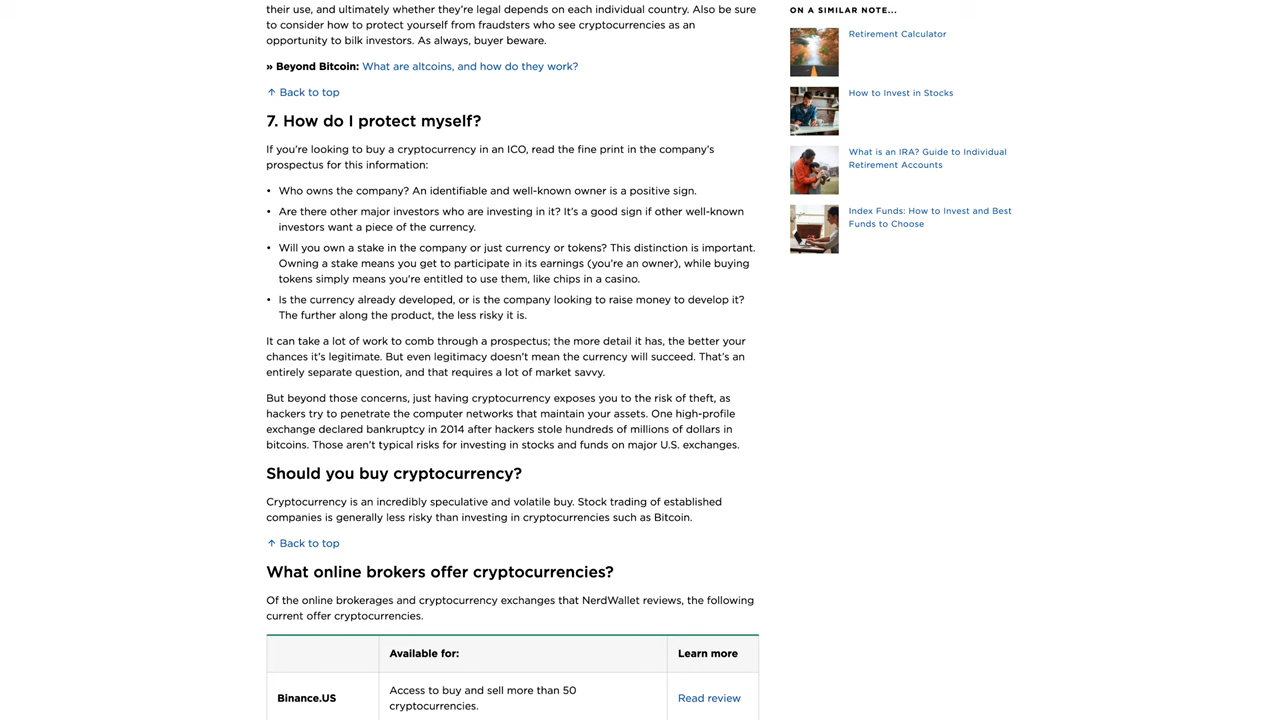 their use, and ultimately whether they're legal depends on each individual country. Also be sure
to consider how to protect yourself from fraudsters who see cryptocurrencies as an
opportunity to bilk investors. As always, buyer beware.
» Beyond Bitcoin: What are altcoins, and how do they work?
↑ Back to top
7. How do I protect myself?
If you're looking to buy a cryptocurrency in an ICO, read the fine print in the company's
prospectus for this information:
• Who owns the company? An identifiable and well-known owner is a positive sign.
• Are there other major investors who are investing in it? It's a good sign if other well-known
investors want a piece of the currency.
• Will you own a stake in the company or just currency or tokens? This distinction is important.
Owning a stake means you get to participate in its earnings (you're an owner), while buying
tokens simply means you're entitled to use them, like chips in a casino.
• Is the currency already developed, or is the company looking to raise money to develop it?
The further along the product, the less risky it is.
It can take a lot of work to comb through a prospectus; the more detail it has, the better your
chances it's legitimate. But even legitimacy doesn't mean the currency will succeed. That's an
entirely separate question, and that requires a lot of market savvy.
But beyond those concerns, just having cryptocurrency exposes you to the risk of theft, as
hackers try to penetrate the computer networks that maintain your assets. One high-profile
exchange declared bankruptcy in 2014 after hackers stole hundreds of millions of dollars in
bitcoins. Those aren't typical risks for investing in stocks and funds on major U.S. exchanges.
Should you buy cryptocurrency?
Cryptocurrency is an incredibly speculative and volatile buy. Stock trading of established
companies is generally less risky than investing in cryptocurrencies such as Bitcoin.
↑ Back to top
What online brokers offer cryptocurrencies?
Of the online brokerages and cryptocurrency exchanges that NerdWallet reviews, the following
current offer cryptocurrencies.
Available for: Learn more
Binance.US Access to buy and sell more than 50 Read review
cryptocurrencies.
ON A SIMILAR NOTE...
Retirement Calculator
How to Invest in Stocks
What is an IRA? Guide to Individual
Retirement Accounts
Index Funds: How to Invest and Best
Funds to Choose